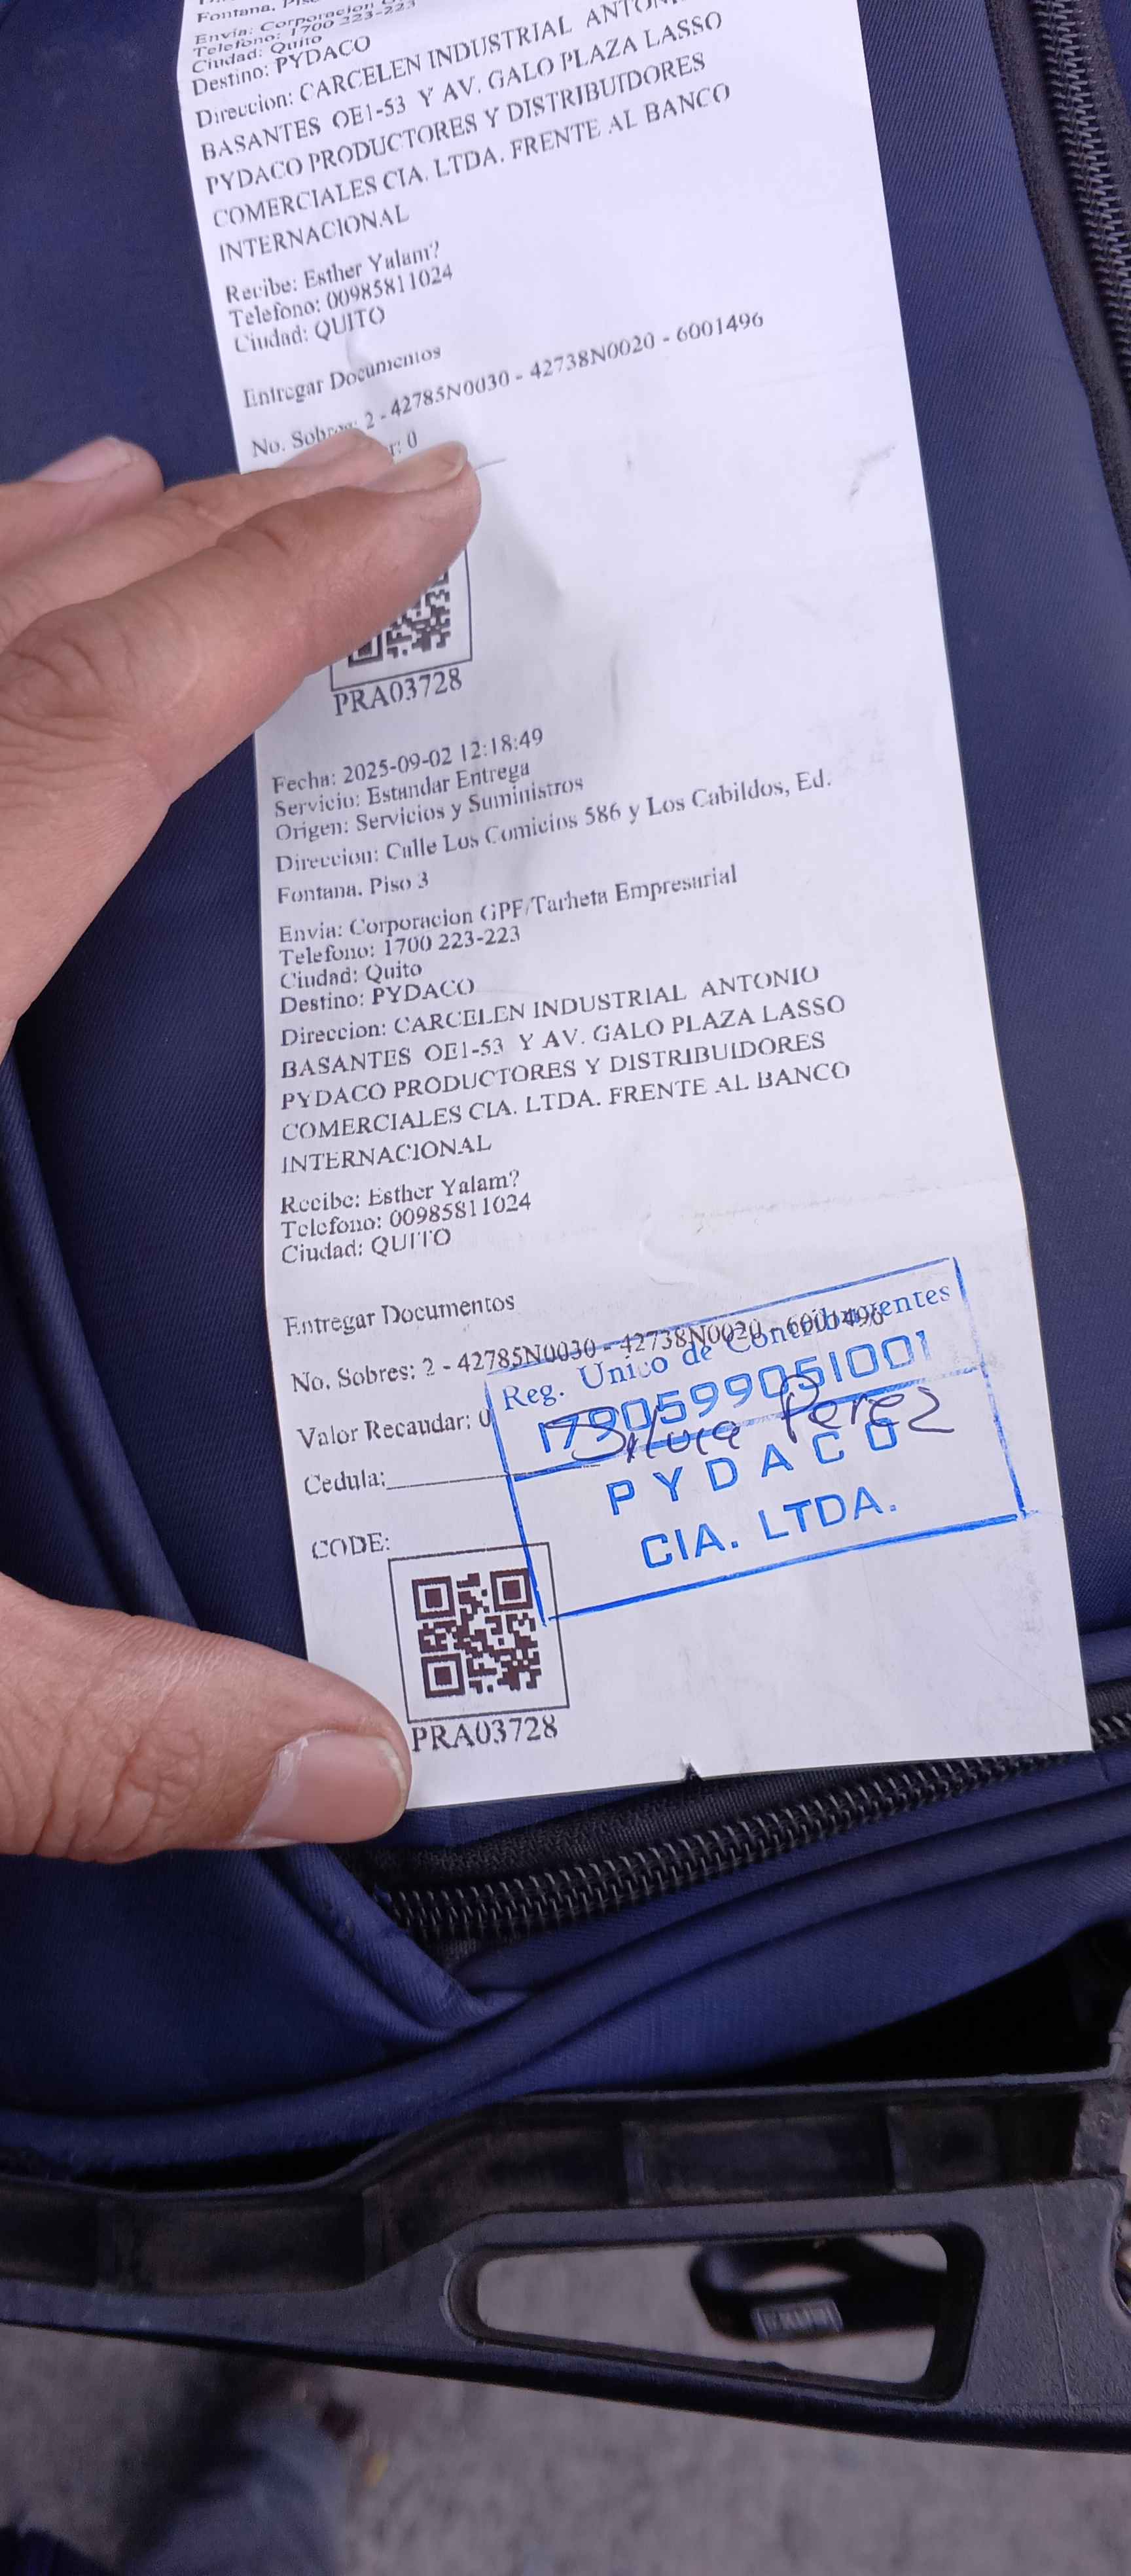 Fontana.
Envia: Corporacion
Telefono: 1700 223-223
Ciudad: Quito
Destino: PYDACO
Direccion: CARCELEN INDUSTRIAL
BASANTES OE1-53 Y AV. GALO PLAZA LASSO
PYDACO PRODUCTORES Y DISTRIBUIDORES
COMERCIALES CIA. LTDA. FRENTE AL BANCO
INTERNACIONAL
Recibe: Esther Yalam?
Telefono: 00985811024
Ciudad: QUITO
Entregar Documentos
No. Sobres: 2 - 42785N0030 - 42738N0020 - 6001496
r: 0
PRA03728
Fecha: 2025-09-02 12:18:49
Servicio: Estandar Entrega
Origen: Servicios y Suministros
Direccion: Calle Los Comicios 586 y Los Cabildos, Ed.
Fontana. Piso 3
Envia: Corporacion GPF/Tarheta Empresarial
Telefono: 1700 223-223
Ciudad: Quito
Destino: PYDACO
Direccion: CARCELEN INDUSTRIAL ANTONIO
BASANTES OE1-53 Y AV. GALO PLAZA LASSO
PYDACO PRODUCTORES Y DISTRIBUIDORES
COMERCIALES CIA. LTDA. FRENTE AL BANCO
INTERNACIONAL
Recibe: Esther Yalam?
Telefono: 00985811024
Ciudad: QUITO
Entregar Documentos
No. Sobres: 2 - 42785N0030 - 42738N0020 - 6001496
Reg. Unico de Contribuyentes
Valor Recaudar: 0
1790599051001
Silvia Perez
Cedula:
PYDACO
CIA. LTDA.
CODE:
PRA03728